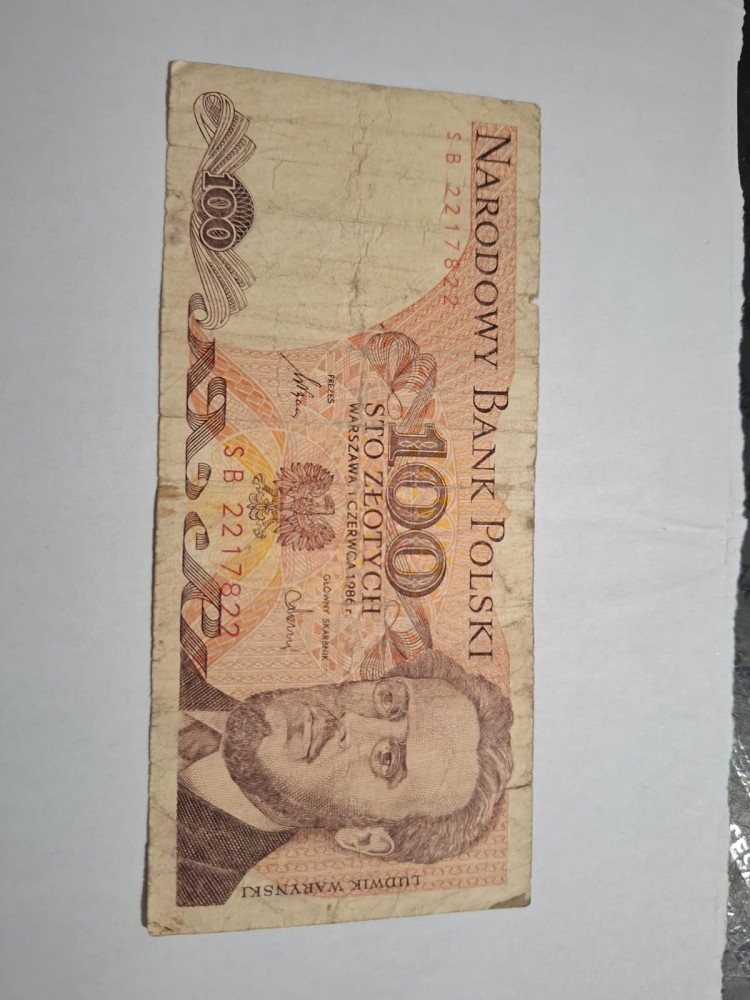 NARODOWY BANK POLSKI
SB 2217822
100
STO ZŁOTYCH
WARSZAWA 1 CZERWCA 1986 r.
PREZES
GŁÓWNY SKARBNIK
100
SB 2217822
LUDWIK WARYŃSKI